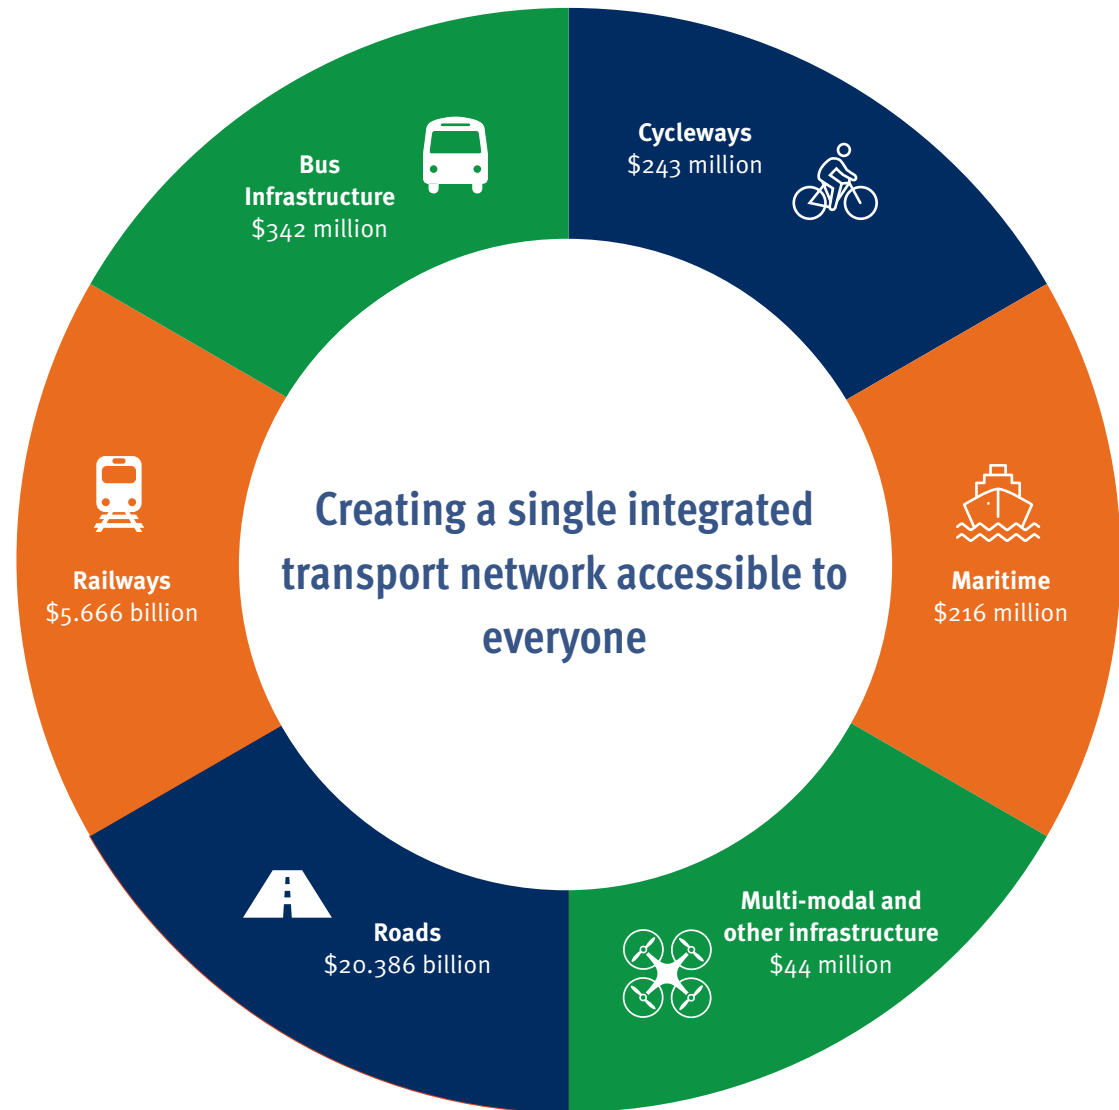 Cycleways
$243 million
Bus
Infrastructure
$342 million
Creating a single integrated
transport network accessible to
everyone
Railways
$5.666 billion
Maritime
$216 million
Multi-modal and
other infrastructure
$44 million
Roads
$20.386 billion